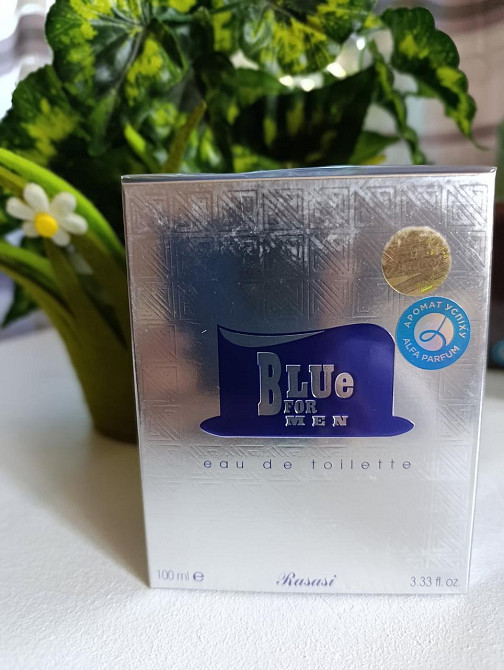 АРОМАТ УСПІХУ
ALFA PARFUM
BLUe
FOR
MEN
eau de toilette
100 ml e
Rasasi
3.33 fl. oz.